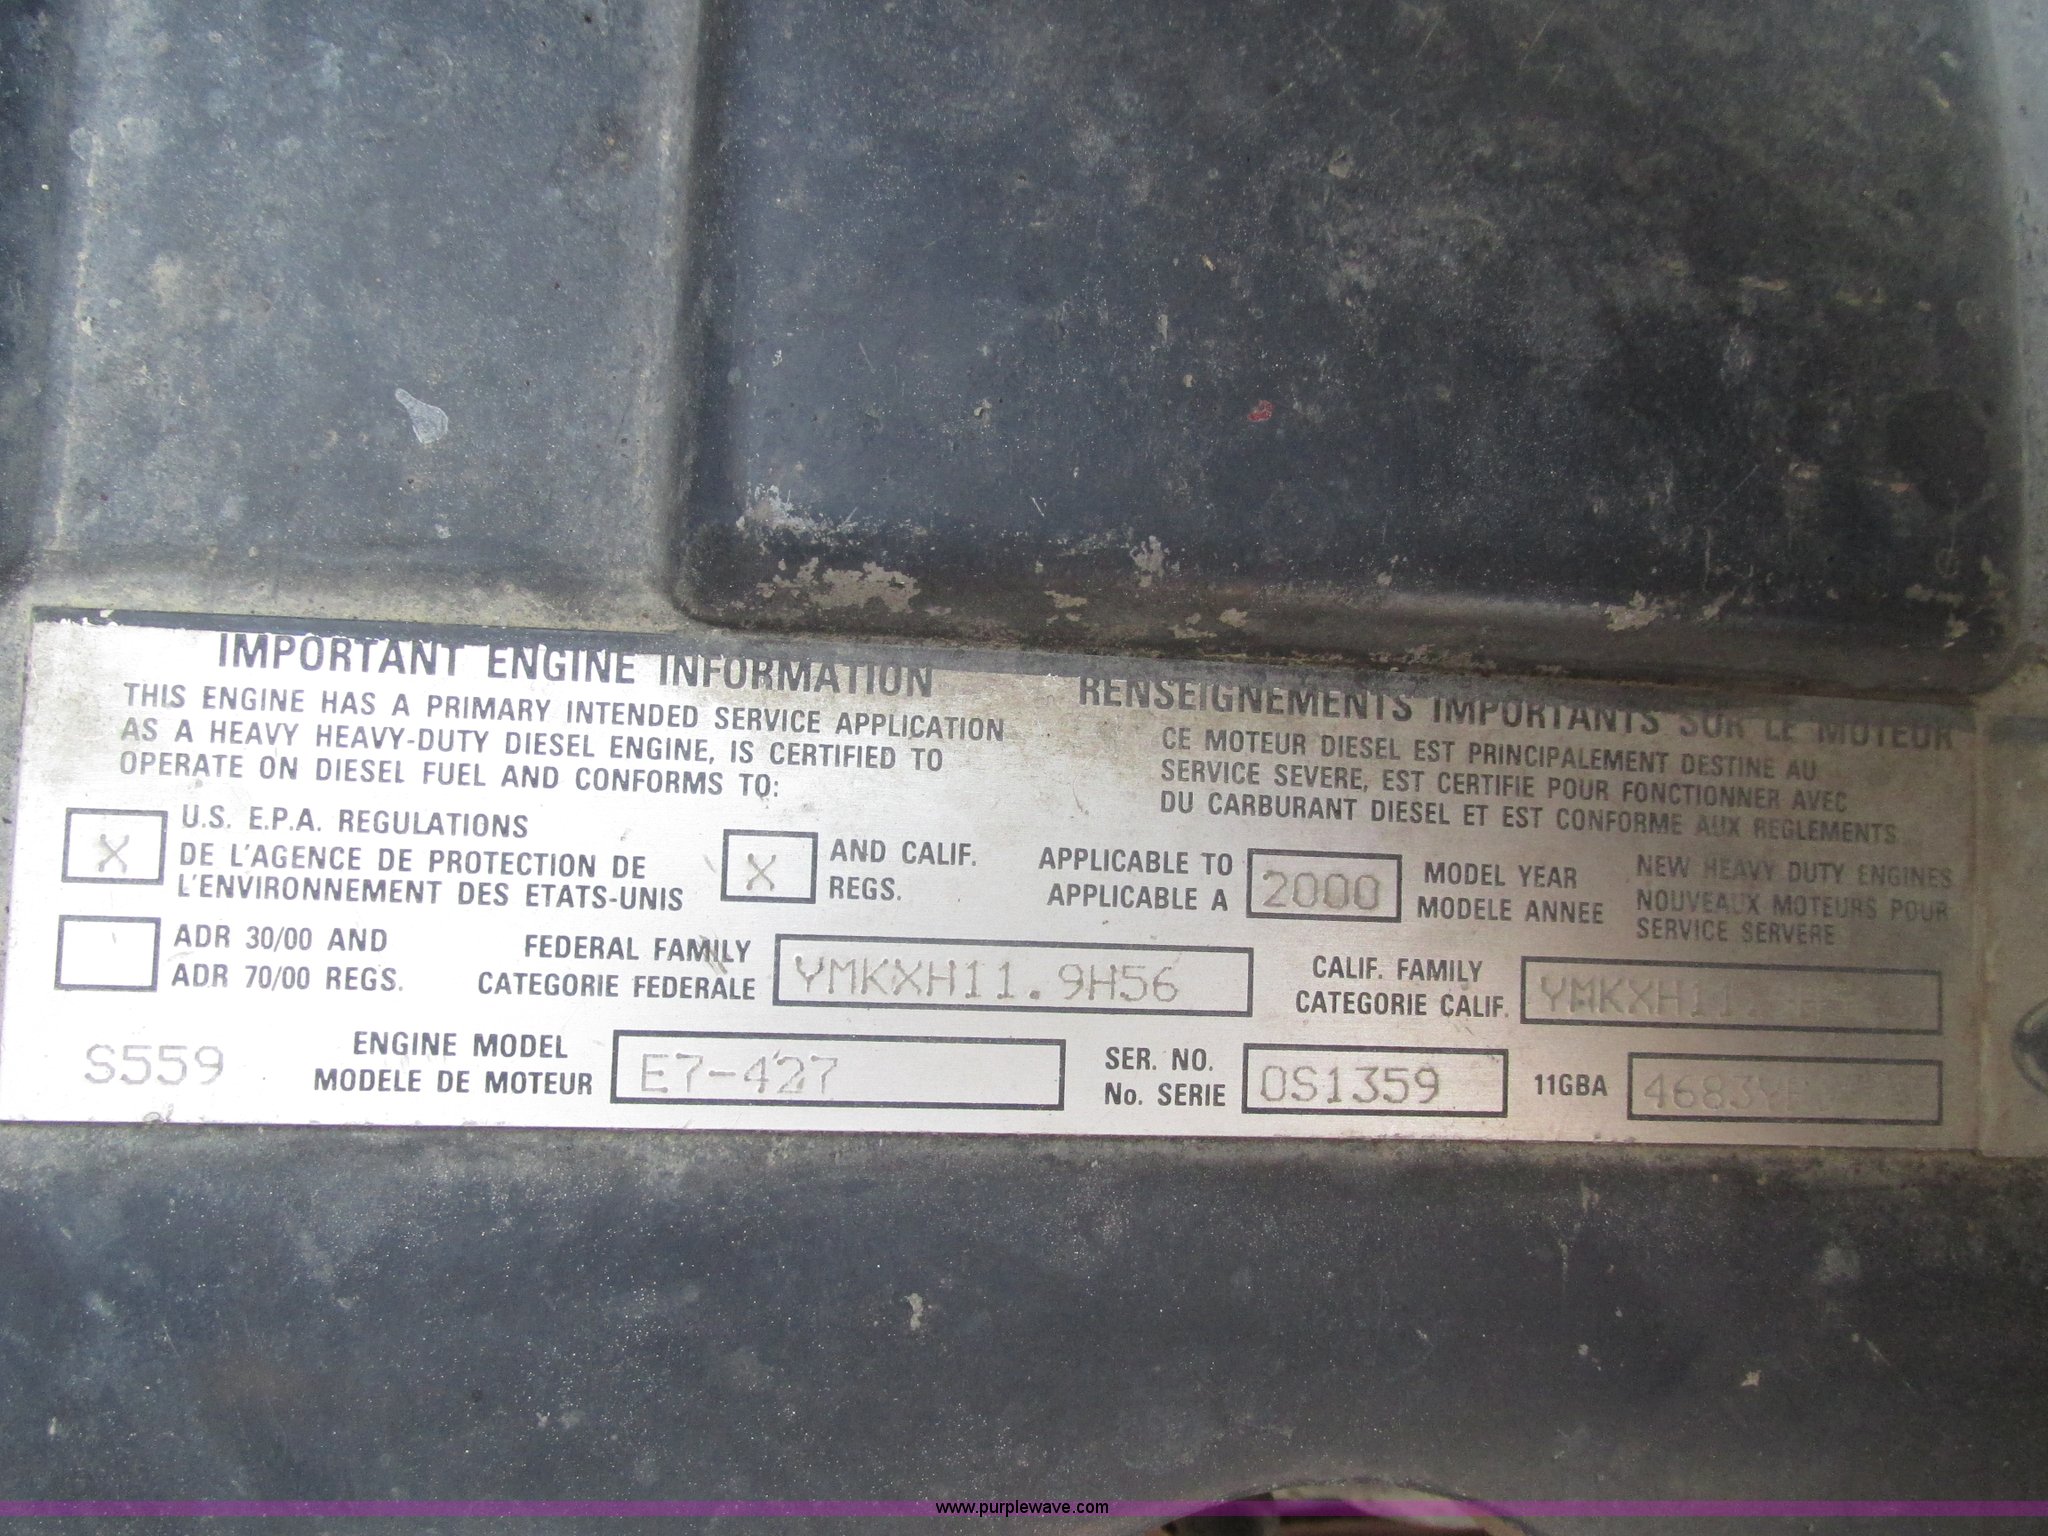 IMPORTANT ENGINE INFORMATION
THIS ENGINE HAS A PRIMARY INTENDED SERVICE APPLICATION
AS A HEAVY HEAVY-DUTY DIESEL ENGINE, IS CERTIFIED TO
OPERATE ON DIESEL FUEL AND CONFORMS TO:
RENSEIGNEMENTS IMPORTANTS SUR LE MOTEUR
CE MOTEUR DIESEL EST PRINCIPALEMENT DESTINE AU
SERVICE SEVERE, EST CERTIFIE POUR FONCTIONNER AVEC
DU CARBURANT DIESEL ET EST CONFORME AUX REGLEMENTS
X
U.S. E.P.A. REGULATIONS
DE L'AGENCE DE PROTECTION DE
L'ENVIRONNEMENT DES ETATS-UNIS
X
AND CALIF.
REGS.
APPLICABLE TO
APPLICABLE A
2000
MODEL YEAR
MODELE ANNEE
NEW HEAVY DUTY ENGINES
NOUVEAUX MOTEURS POUR
SERVICE SERVERE
ADR 30/00 AND
ADR 70/00 REGS.
FEDERAL FAMILY
CATEGORIE FEDERALE
YMKXH11.9H56
CALIF. FAMILY
CATEGORIE CALIF.
S559
ENGINE MODEL
MODELE DE MOTEUR
E7-427
SER. NO.
No. SERIE
0S1359
11GBA
www.purplewave.com